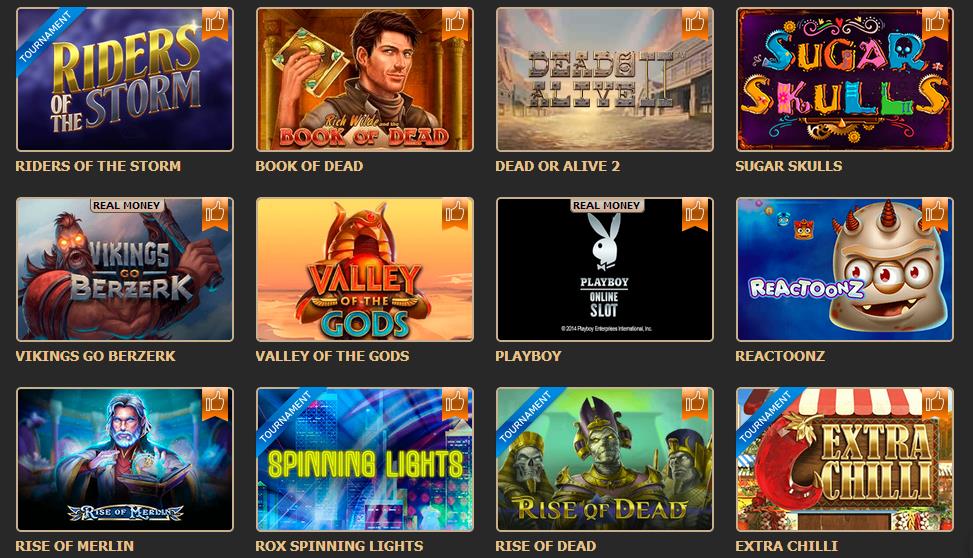 TOURNAMENT
RIDERS
OF
THE STORM
Rich Wilde and the
BOOK OF DEAD
DEAD OR
ALIVE II
SUGAR
SKULLS
RIDERS OF THE STORM
BOOK OF DEAD
DEAD OR ALIVE 2
SUGAR SKULLS
REAL MONEY
VIKINGS
GO
BERZERK
VALLEY
OF THE
GODS
REAL MONEY
PLAYBOY
ONLINE
SLOT
© 2014 Playboy Enterprises International, Inc.
REACTOONZ
VIKINGS GO BERZERK
VALLEY OF THE GODS
PLAYBOY
REACTOONZ
RISE OF MERLIN
TOURNAMENT
SPINNING LIGHTS
TOURNAMENT
RISE OF DEAD
TOURNAMENT
EXTRA
CHILLI
RISE OF MERLIN
ROX SPINNING LIGHTS
RISE OF DEAD
EXTRA CHILLI